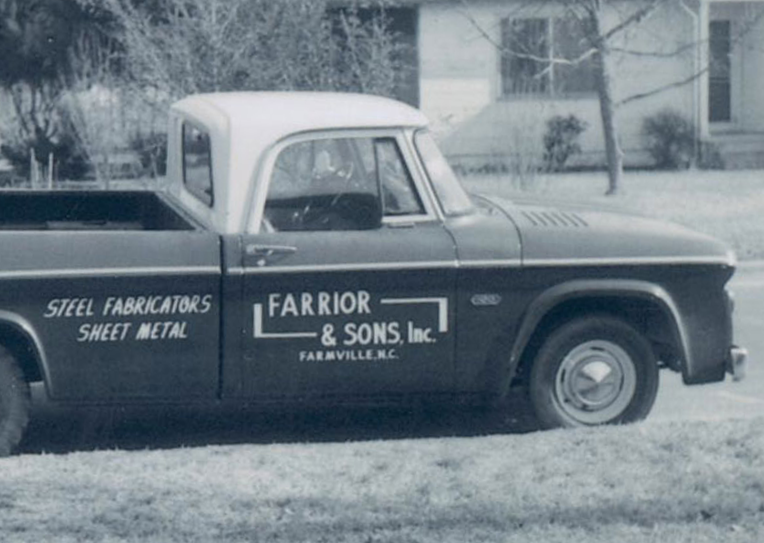 STEEL FABRICATORS
SHEET METAL
FARRIOR
& SONS, Inc.
FARMVILLE, N.C.